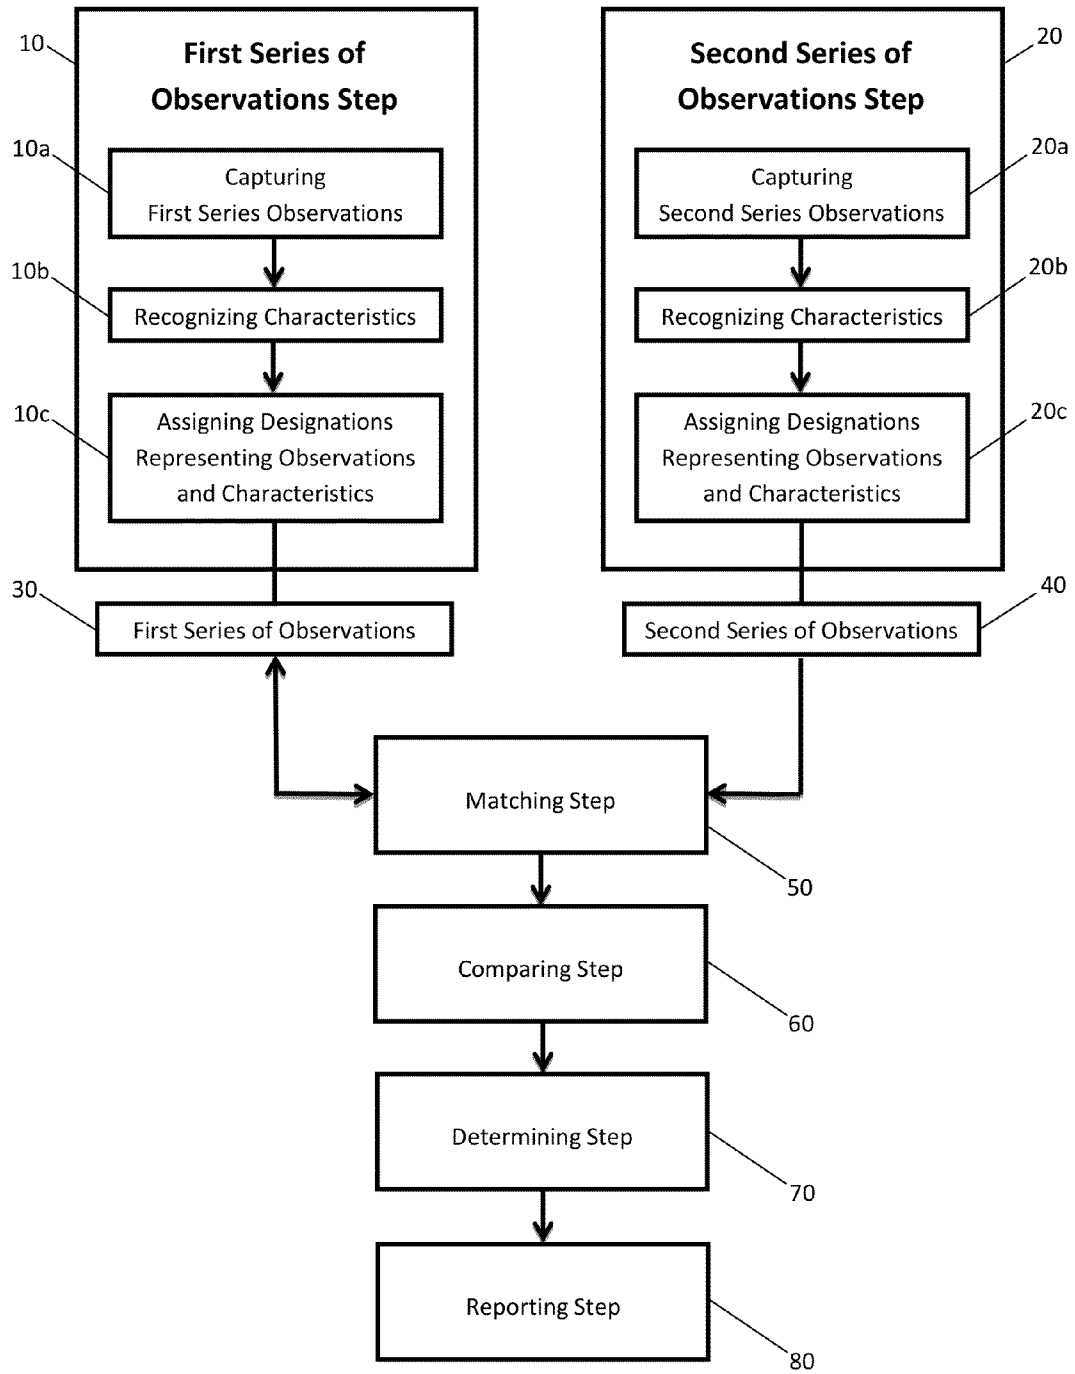 10
First Series of
Observations Step
10a
Capturing
First Series Observations
10b
Recognizing Characteristics
10c
Assigning Designations
Representing Observations
and Characteristics
30
First Series of Observations
20
Second Series of
Observations Step
20a
Capturing
Second Series Observations
20b
Recognizing Characteristics
20c
Assigning Designations
Representing Observations
and Characteristics
40
Second Series of Observations
Matching Step
50
Comparing Step
60
Determining Step
70
Reporting Step
80